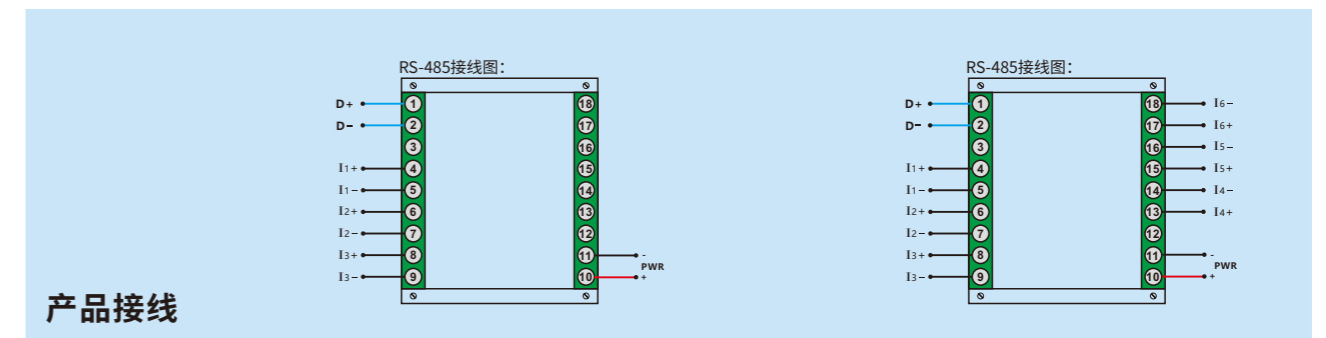 RS-485接线图：
D+ 1 18
D- 2 17
3 16
I1+ 4 15
I1- 5 14
I2+ 6 13
I2- 7 12
I3+ 8 11 -
PWR
I3- 9 10 +
RS-485接线图：
D+ 1 18 I6-
D- 2 17 I6+
3 16 I5-
I1+ 4 15 I5+
I1- 5 14 I4-
I2+ 6 13 I4+
I2- 7 12
I3+ 8 11 -
PWR
I3- 9 10 +
产品接线